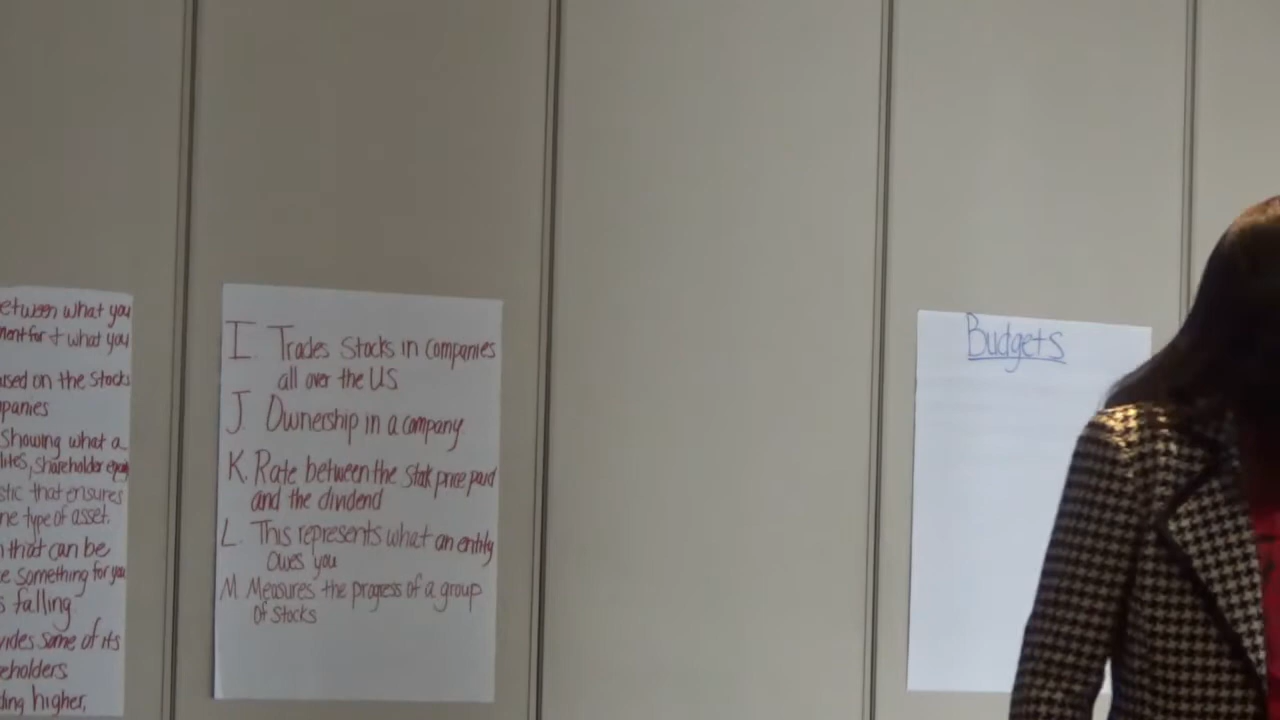 etween what you
ment for + what you
ased on the stocks
panies
Showing what a
lites, shareholder equity
stic that ensures
ne type of asset.
n that can be
e something for you
s falling
vides some of its
eholders
ding higher,
I. Trades Stocks in companies
all over the US
J. Ownership in a company
K. Rate between the stok price paid
and the dividend
L. This represents what an entity
owes you
M. Measures the progress of a group
of stocks
Budgets